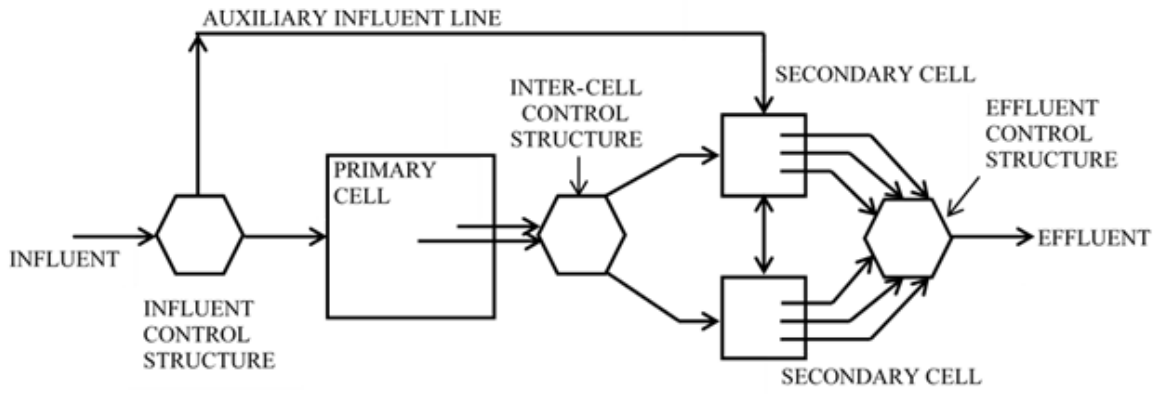 AUXILIARY INFLUENT LINE
SECONDARY CELL
INTER-CELL
CONTROL
STRUCTURE
EFFLUENT
CONTROL
STRUCTURE
PRIMARY
CELL
INFLUENT
EFFLUENT
INFLUENT
CONTROL
STRUCTURE
SECONDARY CELL